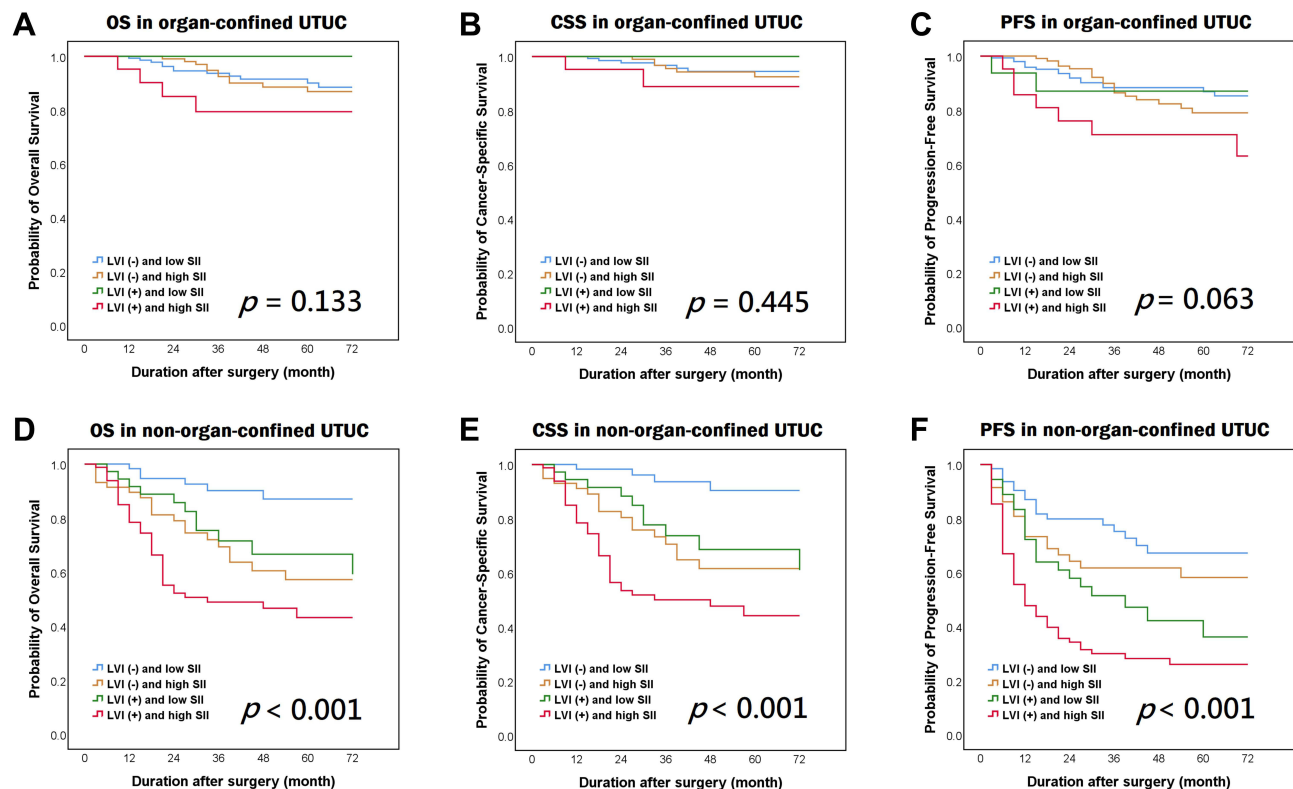 A
OS in organ-confined UTUC
Probability of Overall Survival
1.0
0.8
0.6
0.4
0.2
0.0
LVI (-) and low SII
LVI (-) and high SII
LVI (+) and low SII
LVI (+) and high SII
p = 0.133
0 12 24 36 48 60 72
Duration after surgery (month)
B
CSS in organ-confined UTUC
Probability of Cancer-Specific Survival
1.0
0.8
0.6
0.4
0.2
0.0
LVI (-) and low SII
LVI (-) and high SII
LVI (+) and low SII
LVI (+) and high SII
p = 0.445
0 12 24 36 48 60 72
Duration after surgery (month)
C
PFS in organ-confined UTUC
Probability of Progression-Free Survival
1.0
0.8
0.6
0.4
0.2
0.0
LVI (-) and low SII
LVI (-) and high SII
LVI (+) and low SII
LVI (+) and high SII
p = 0.063
0 12 24 36 48 60 72
Duration after surgery (month)
D
OS in non-organ-confined UTUC
Probability of Overall Survival
1.0
0.8
0.6
0.4
0.2
0.0
LVI (-) and low SII
LVI (-) and high SII
LVI (+) and low SII
LVI (+) and high SII
p < 0.001
0 12 24 36 48 60 72
Duration after surgery (month)
E
CSS in non-organ-confined UTUC
Probability of Cancer-Specific Survival
1.0
0.8
0.6
0.4
0.2
0.0
LVI (-) and low SII
LVI (-) and high SII
LVI (+) and low SII
LVI (+) and high SII
p < 0.001
0 12 24 36 48 60 72
Duration after surgery (month)
F
PFS in non-organ-confined UTUC
Probability of Progression-Free Survival
1.0
0.8
0.6
0.4
0.2
0.0
LVI (-) and low SII
LVI (-) and high SII
LVI (+) and low SII
LVI (+) and high SII
p < 0.001
0 12 24 36 48 60 72
Duration after surgery (month)